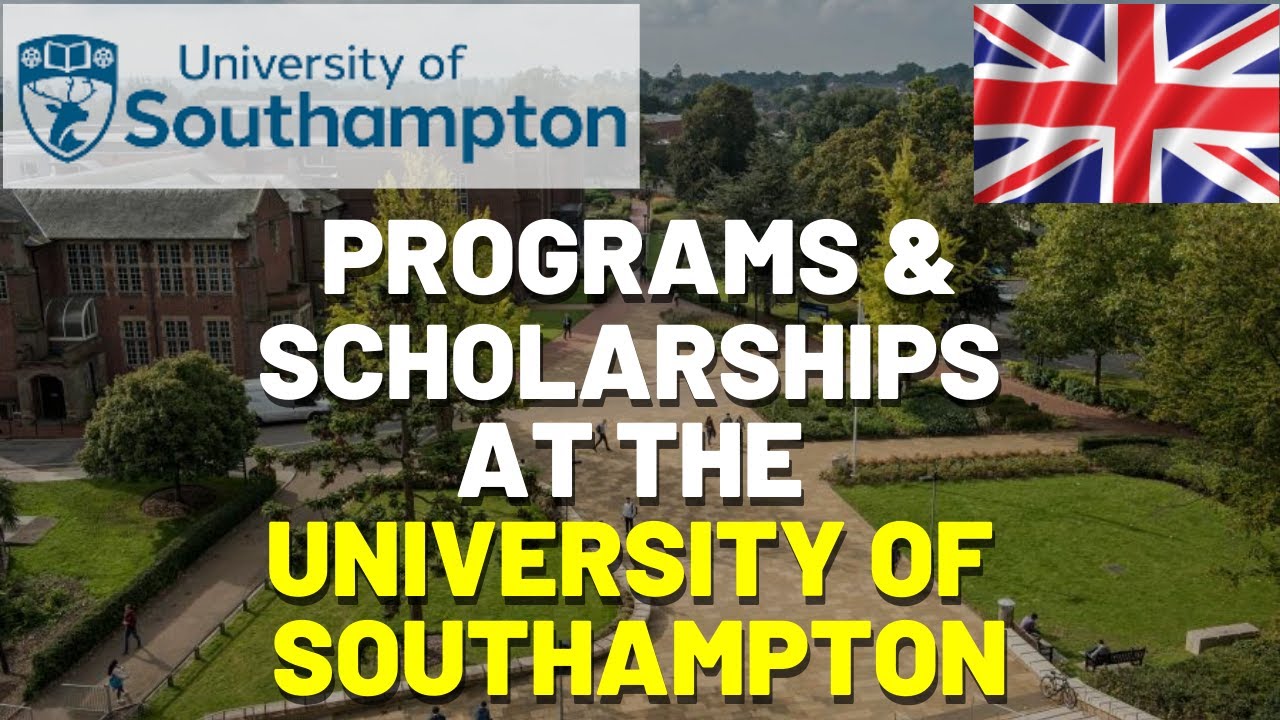 University of
Southampton
PROGRAMS &
SCHOLARSHIPS
AT THE
UNIVERSITY OF
SOUTHAMPTON